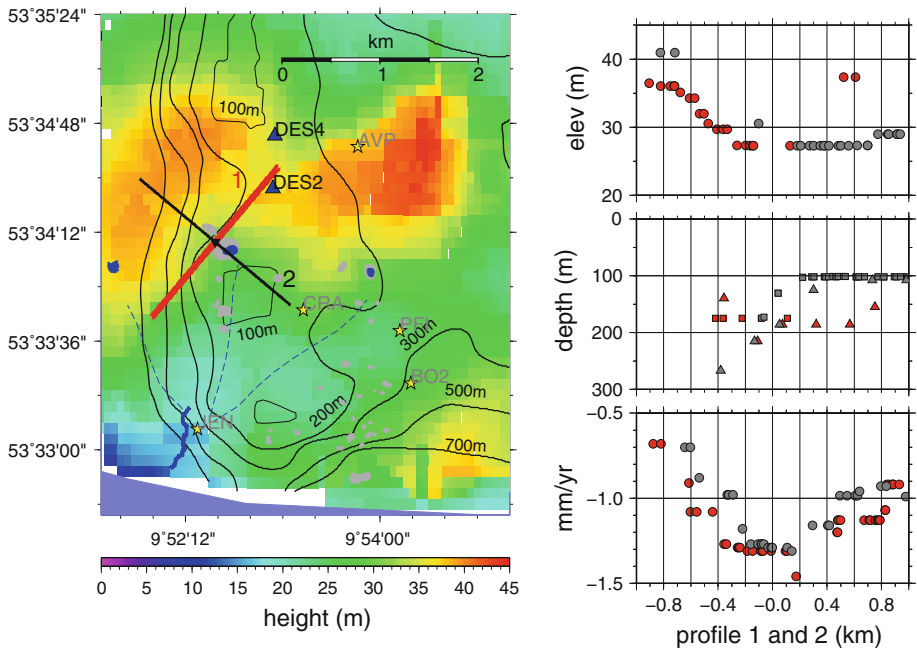 53°35'24"
53°34'48"
53°34'12"
53°33'36"
53°33'00"
km
0 1 2
100m
DES4
AVP
1
DES2
2
CRA
100m
PFL
300m
BO2
500m
200m
JEN
700m
9°52'12" 9°54'00"
0 5 10 15 20 25 30 35 40 45
height (m)
elev (m)
40
30
20
depth (m)
0
100
200
300
mm/yr
−0.5
−1.0
−1.5
−0.8 −0.4 −0.0 0.4 0.8
profile 1 and 2 (km)